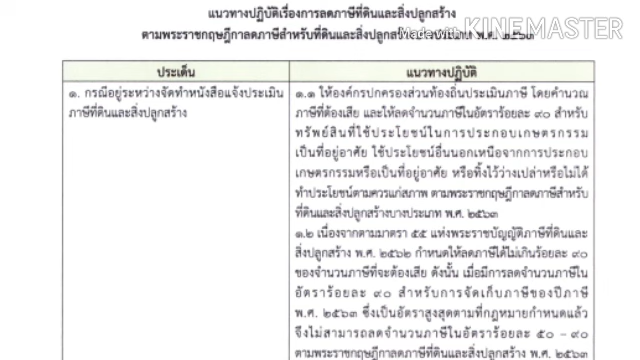 แนวทางปฏิบัติเรื่องการลดภาษีที่ดินและสิ่งปลูกสร้าง
ตามพระราชกฤษฎีกาลดภาษีสำหรับที่ดินและสิ่งปลูกสร้างบางประเภท พ.ศ. ๒๕๖๓
Made with KINEMASTER
ประเด็น
แนวทางปฏิบัติ
๑. กรณีอยู่ระหว่างจัดทำหนังสือแจ้งประเมิน
ภาษีที่ดินและสิ่งปลูกสร้าง
๑.๑ ให้องค์กรปกครองส่วนท้องถิ่นประเมินภาษี โดยคำนวณ
ภาษีที่ต้องเสีย และให้ลดจำนวนภาษีในอัตราร้อยละ ๙๐ สำหรับ
ทรัพย์สินที่ใช้ประโยชน์ในการประกอบเกษตรกรรม
เป็นที่อยู่อาศัย ใช้ประโยชน์อื่นนอกเหนือจากการประกอบ
เกษตรกรรมหรือเป็นที่อยู่อาศัย หรือทิ้งไว้ว่างเปล่าหรือไม่ได้
ทำประโยชน์ตามควรแก่สภาพ ตามพระราชกฤษฎีกาลดภาษีสำหรับ
ที่ดินและสิ่งปลูกสร้างบางประเภท พ.ศ. ๒๕๖๓
๑.๒ เนื่องจากตามมาตรา ๕๕ แห่งพระราชบัญญัติภาษีที่ดินและ
สิ่งปลูกสร้าง พ.ศ. ๒๕๖๒ กำหนดให้ลดภาษีได้ไม่เกินร้อยละ ๙๐
ของจำนวนภาษีที่จะต้องเสีย ดังนั้น เมื่อมีการลดจำนวนภาษีใน
อัตราร้อยละ ๙๐ สำหรับการจัดเก็บภาษีของปีภาษี
พ.ศ. ๒๕๖๓ ซึ่งเป็นอัตราสูงสุดตามที่กฎหมายกำหนดแล้ว
จึงไม่สามารถลดจำนวนภาษีในอัตราร้อยละ ๕๐ – ๙๐
ตามพระราชกฤษฎีกาลดภาษีสำหรับที่ดินและสิ่งปลูกสร้าง พ.ศ. ๒๕๖๓